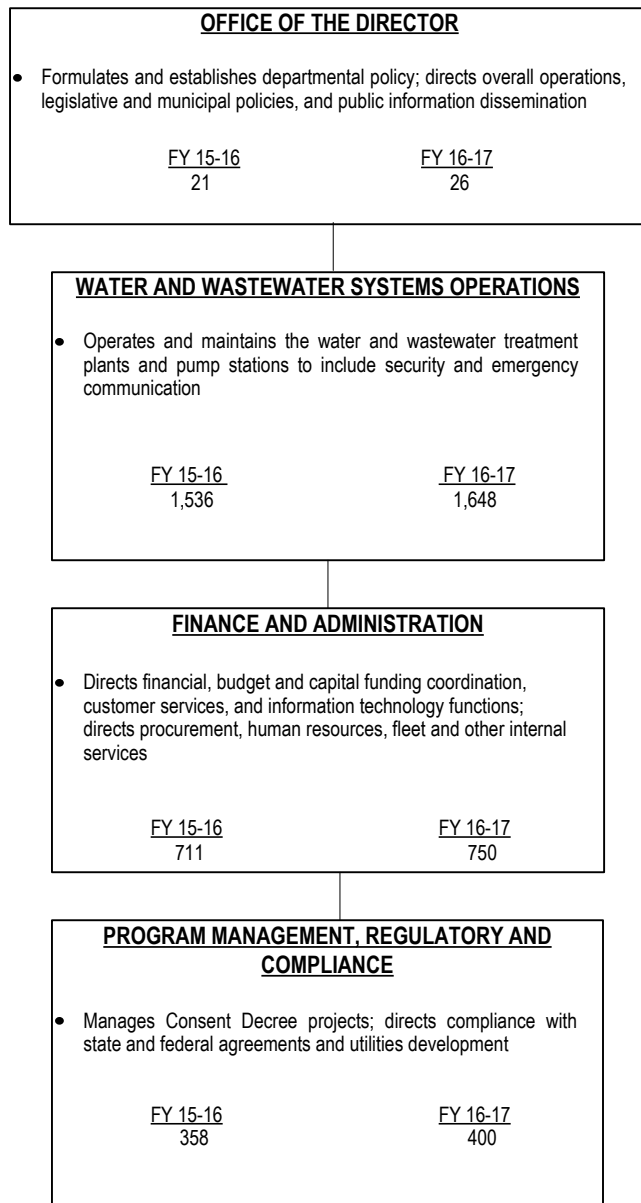 OFFICE OF THE DIRECTOR
• Formulates and establishes departmental policy; directs overall operations,
legislative and municipal policies, and public information dissemination
FY 15-16 FY 16-17
21 26
WATER AND WASTEWATER SYSTEMS OPERATIONS
• Operates and maintains the water and wastewater treatment
plants and pump stations to include security and emergency
communication
FY 15-16 FY 16-17
1,536 1,648
FINANCE AND ADMINISTRATION
• Directs financial, budget and capital funding coordination,
customer services, and information technology functions;
directs procurement, human resources, fleet and other internal
services
FY 15-16 FY 16-17
711 750
PROGRAM MANAGEMENT, REGULATORY AND
COMPLIANCE
• Manages Consent Decree projects; directs compliance with
state and federal agreements and utilities development
FY 15-16 FY 16-17
358 400